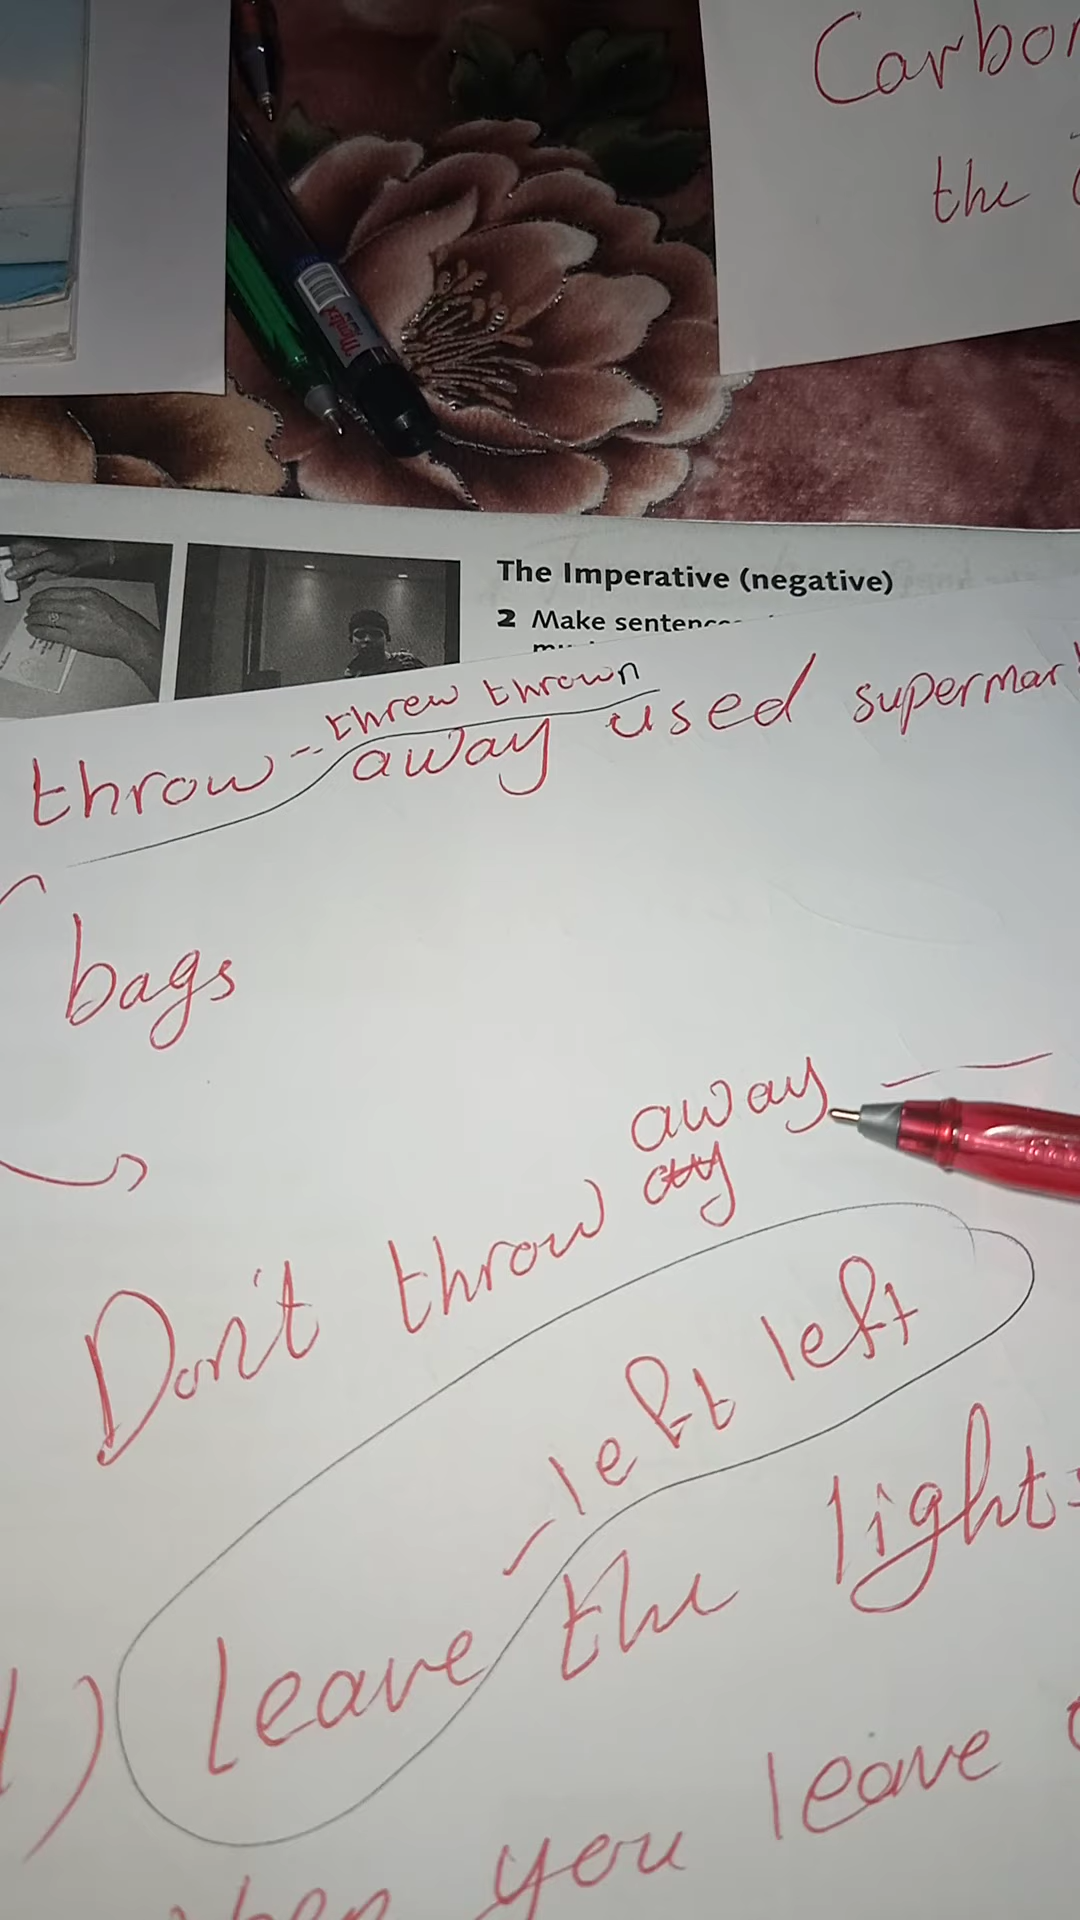 Carbon
the
The Imperative (negative)
2 Make sentences
threw thrown
throw away used supermar
bags
away
Don't throw
left left
leave the light
you leave